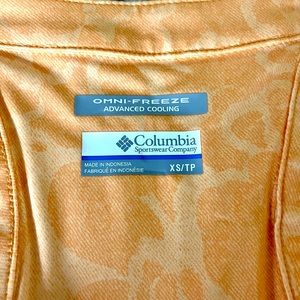 OMNI-FREEZE
ADVANCED COOLING
Columbia
Sportswear Company
MADE IN INDONESIA
FABRIQUÉ EN INDONÉSIE
XS/TP